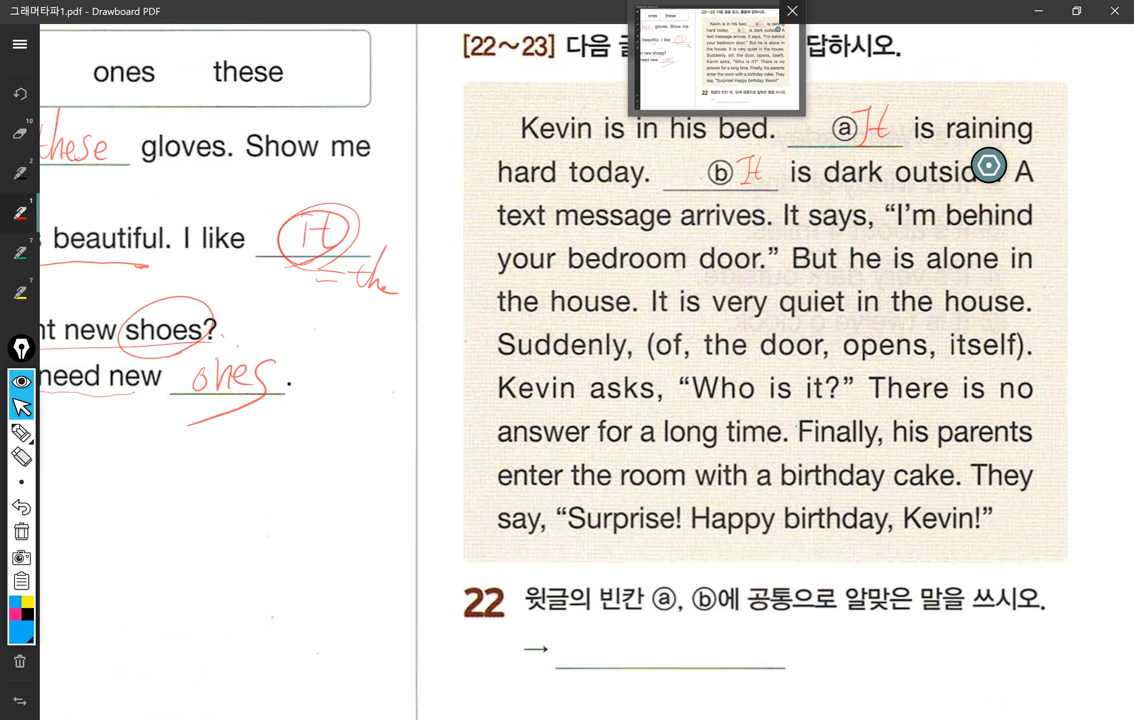 그래머타파1.pdf - Drawboard PDF
ones these
these gloves. Show me
beautiful. I like it
= the
nt new shoes?
need new ones.
[22~23] 다음 글 답하시오.
Kevin is in his bed. ⓐ It is raining
hard today. ⓑ It is dark outside. A
text message arrives. It says, “I’m behind
your bedroom door.” But he is alone in
the house. It is very quiet in the house.
Suddenly, (of, the door, opens, itself).
Kevin asks, “Who is it?” There is no
answer for a long time. Finally, his parents
enter the room with a birthday cake. They
say, “Surprise! Happy birthday, Kevin!”
22 윗글의 빈칸 ⓐ, ⓑ에 공통으로 알맞은 말을 쓰시오.
→
10
2
1
7
7